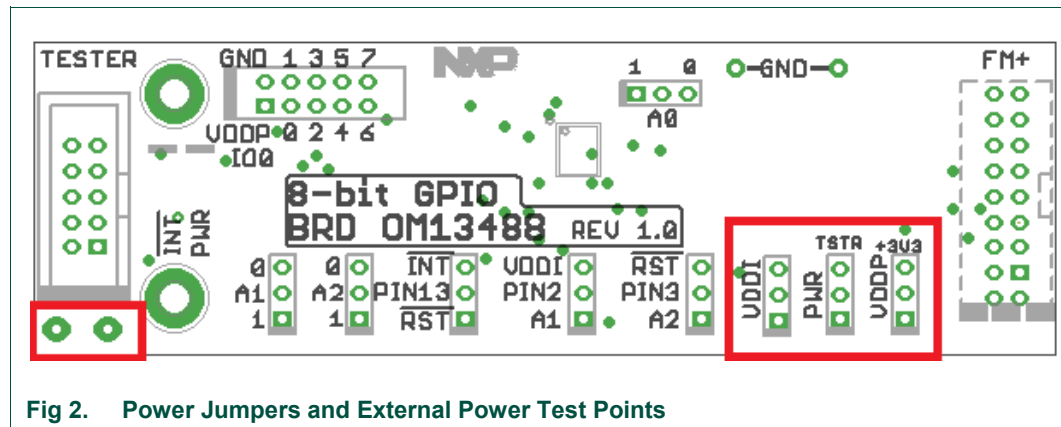 TESTER
GND 1 3 5 7
NXP
1 0
GND
FM+
A0
VDDP 0 2 4 6
IO0
8-bit GPIO
BRD OM13488 REV 1.0
INT
PWR
0
A1
1
0
A2
1
INT
PIN13
RST
VDDI
PIN2
A1
RST
PIN3
A2
VDDI
TSTR
PWR
+3V3
VDDP
Fig 2. Power Jumpers and External Power Test Points